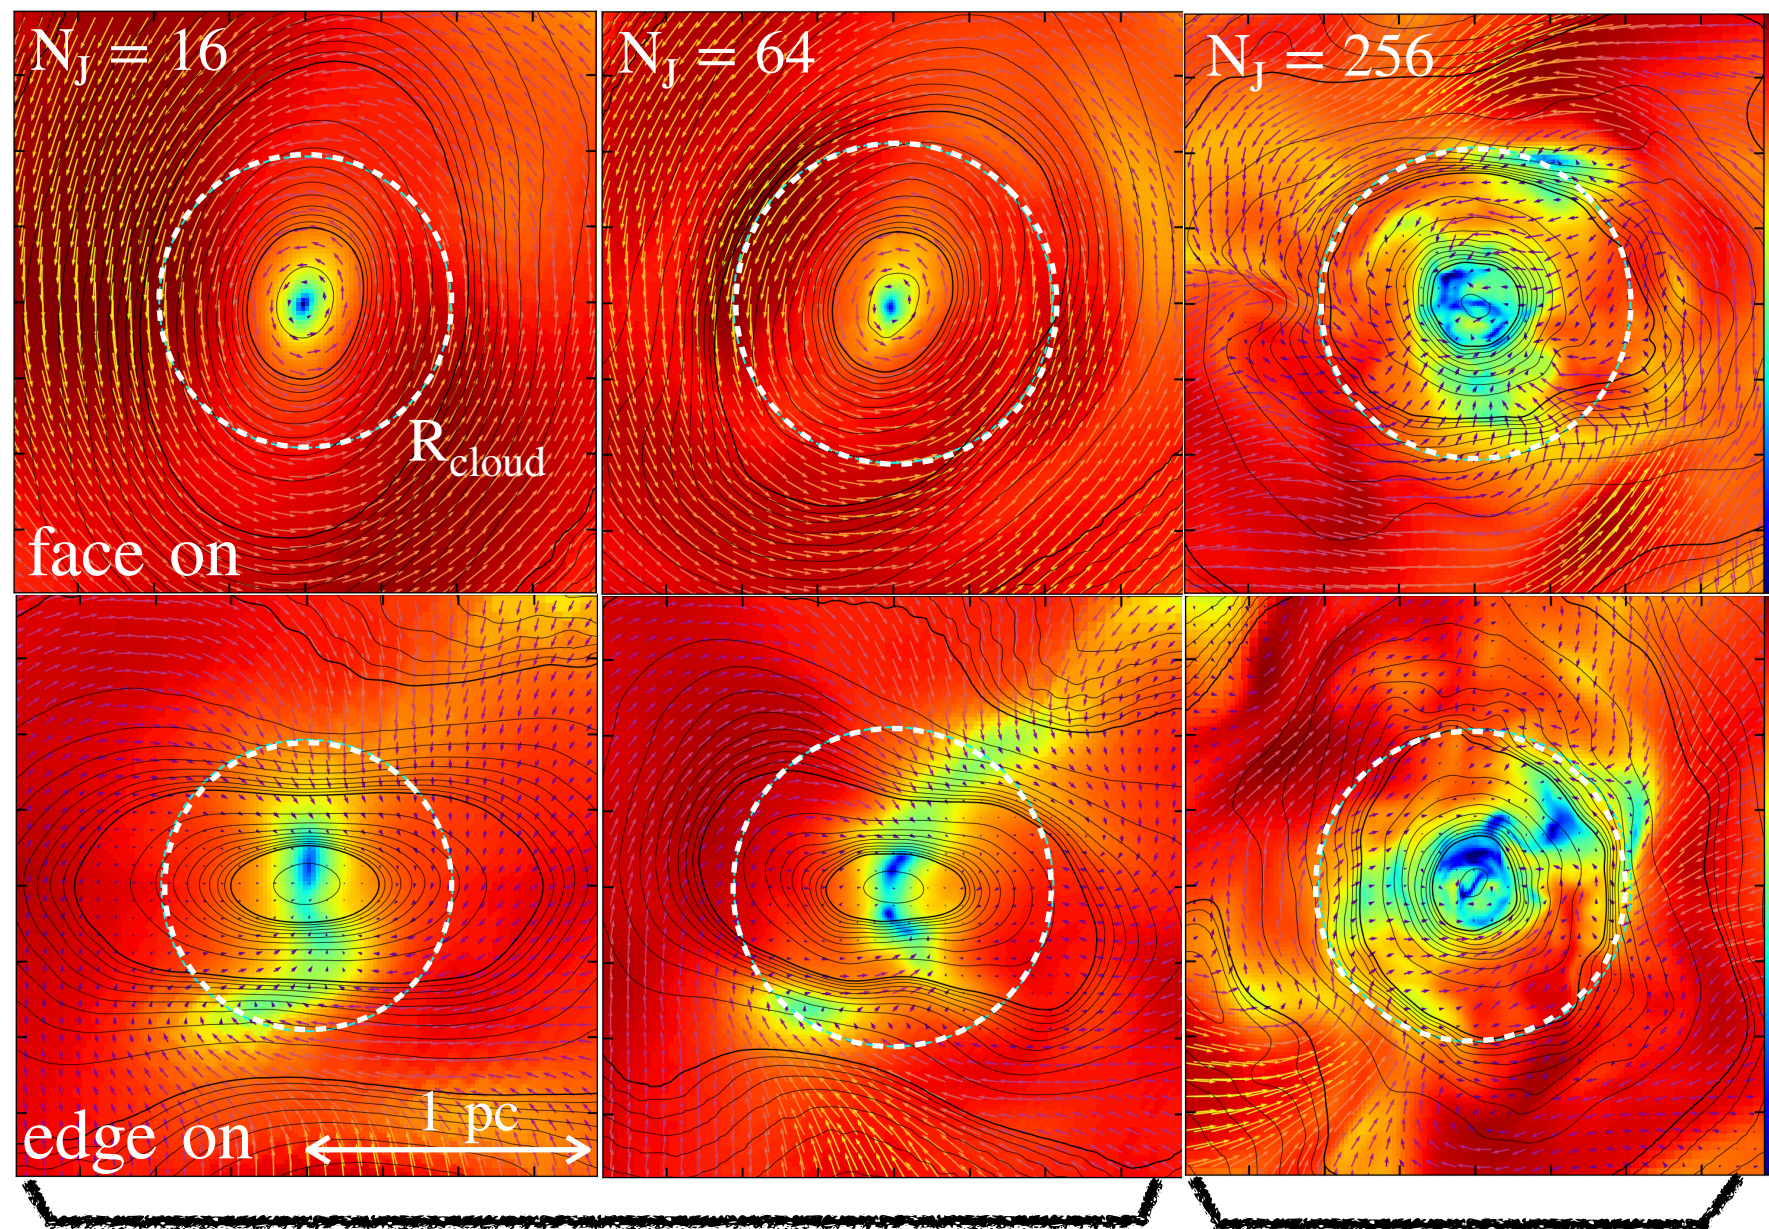 N_J = 16
N_J = 64
N_J = 256
R_cloud
face on
1 pc
edge on